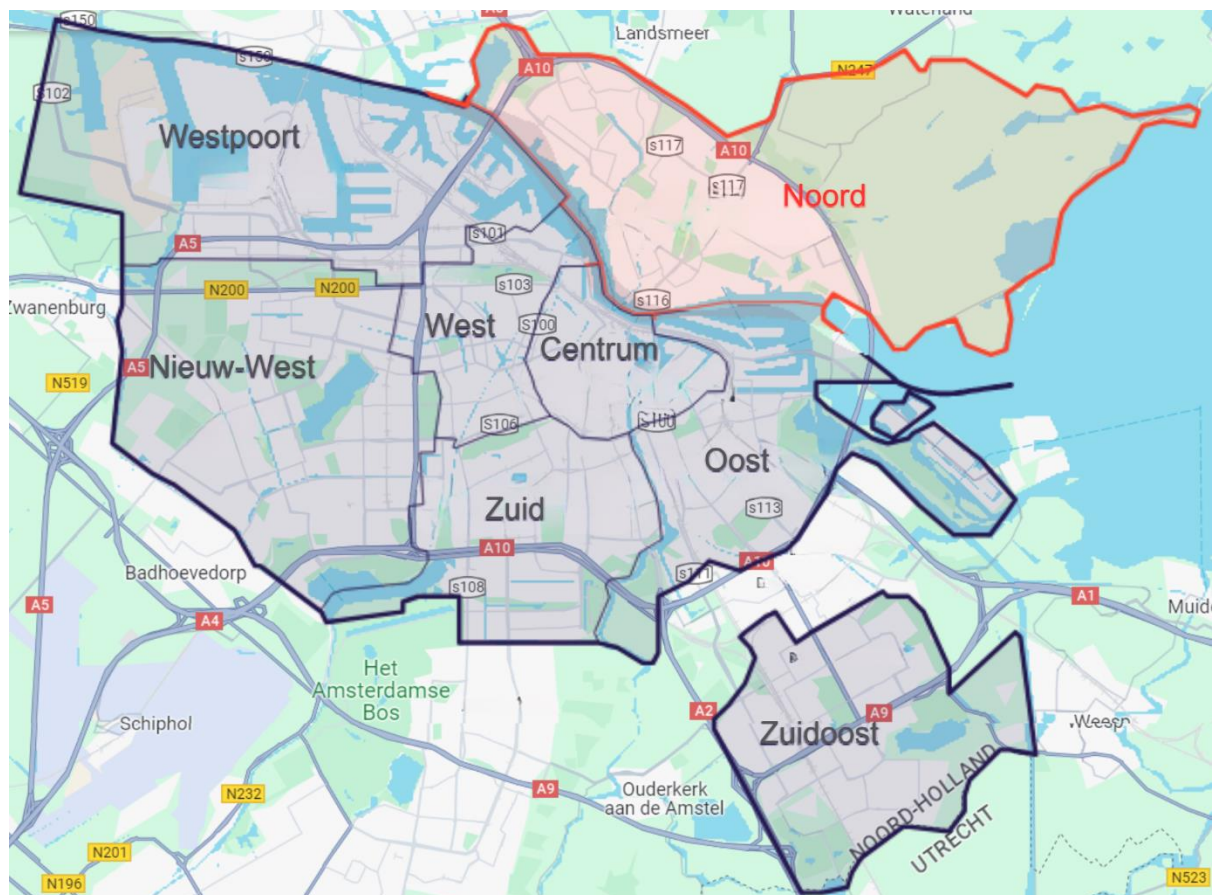 s150
A8
Landsmeer
Waterland
s150
A10
N247
s102
Westpoort
s117
A10
s117
Noord
A5
s101
N200
N200
s103
s116
Zwanenburg
West
S100
Centrum
A5
Nieuw-West
N519
S106
S100
Oost
Zuid
s113
A10
A10
Badhoevedorp
s111
s108
A5
A4
A1
Muide
Het
Amsterdamse
Bos
Schiphol
A2
A9
Zuidoost
Weesp
N232
A9
Ouderkerk
aan de Amstel
NOORD-HOLLAND
UTRECHT
N201
N196
N523